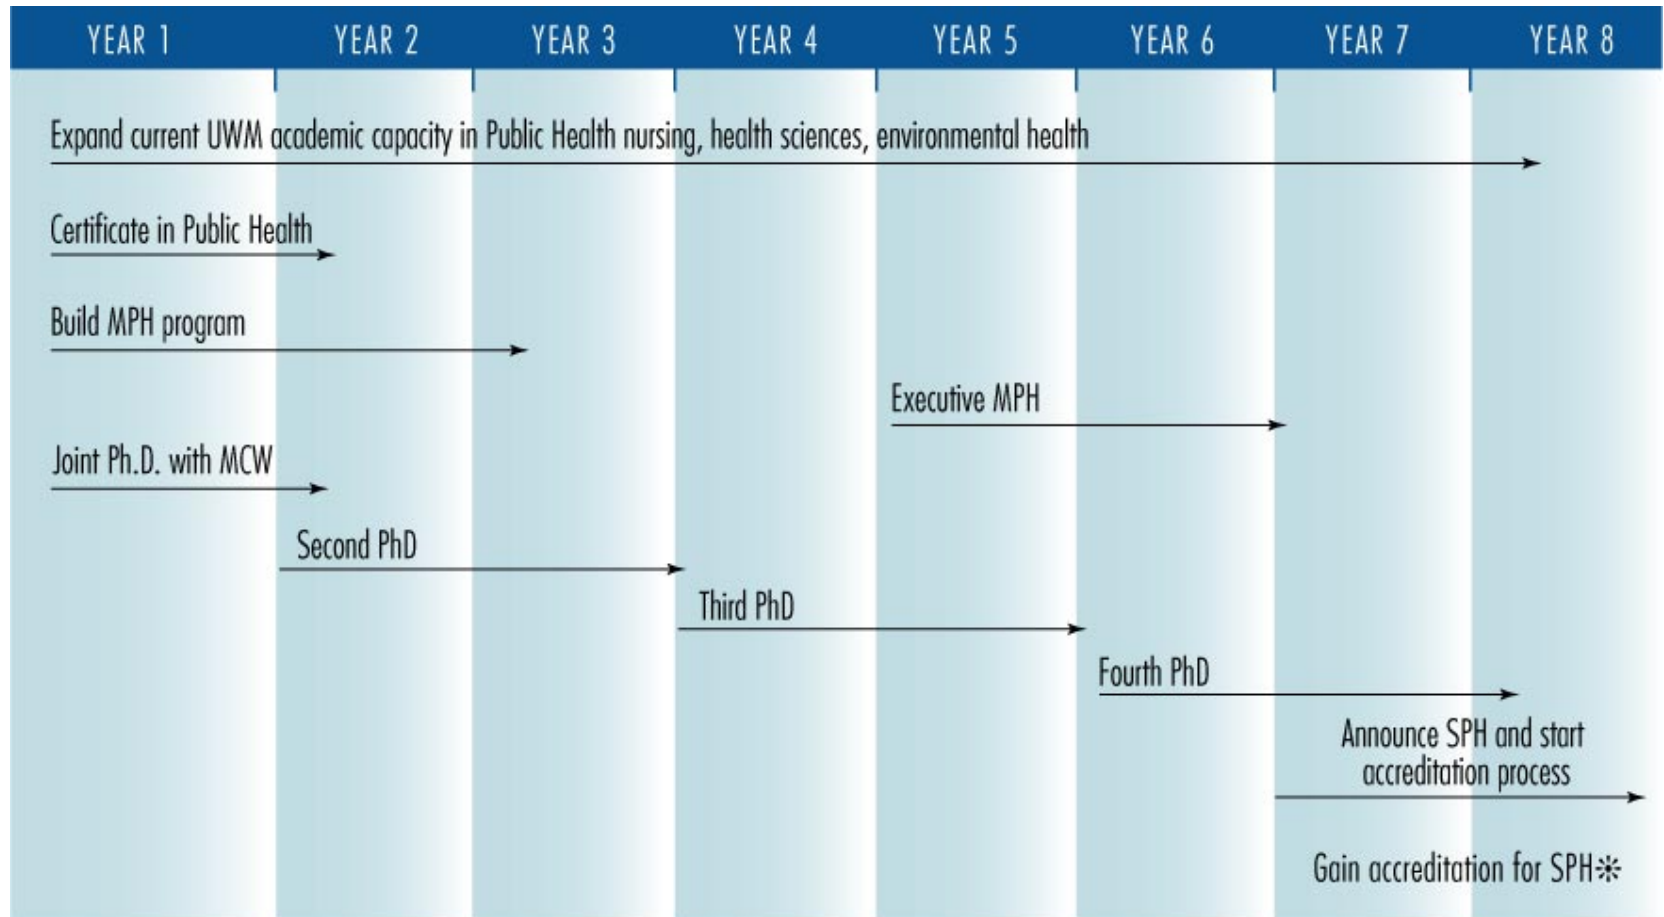 YEAR 1 YEAR 2 YEAR 3 YEAR 4 YEAR 5 YEAR 6 YEAR 7 YEAR 8
Expand current UWM academic capacity in Public Health nursing, health sciences, environmental health
Certificate in Public Health
Build MPH program
Executive MPH
Joint Ph.D. with MCW
Second PhD
Third PhD
Fourth PhD
Announce SPH and start
accreditation process
Gain accreditation for SPH☼